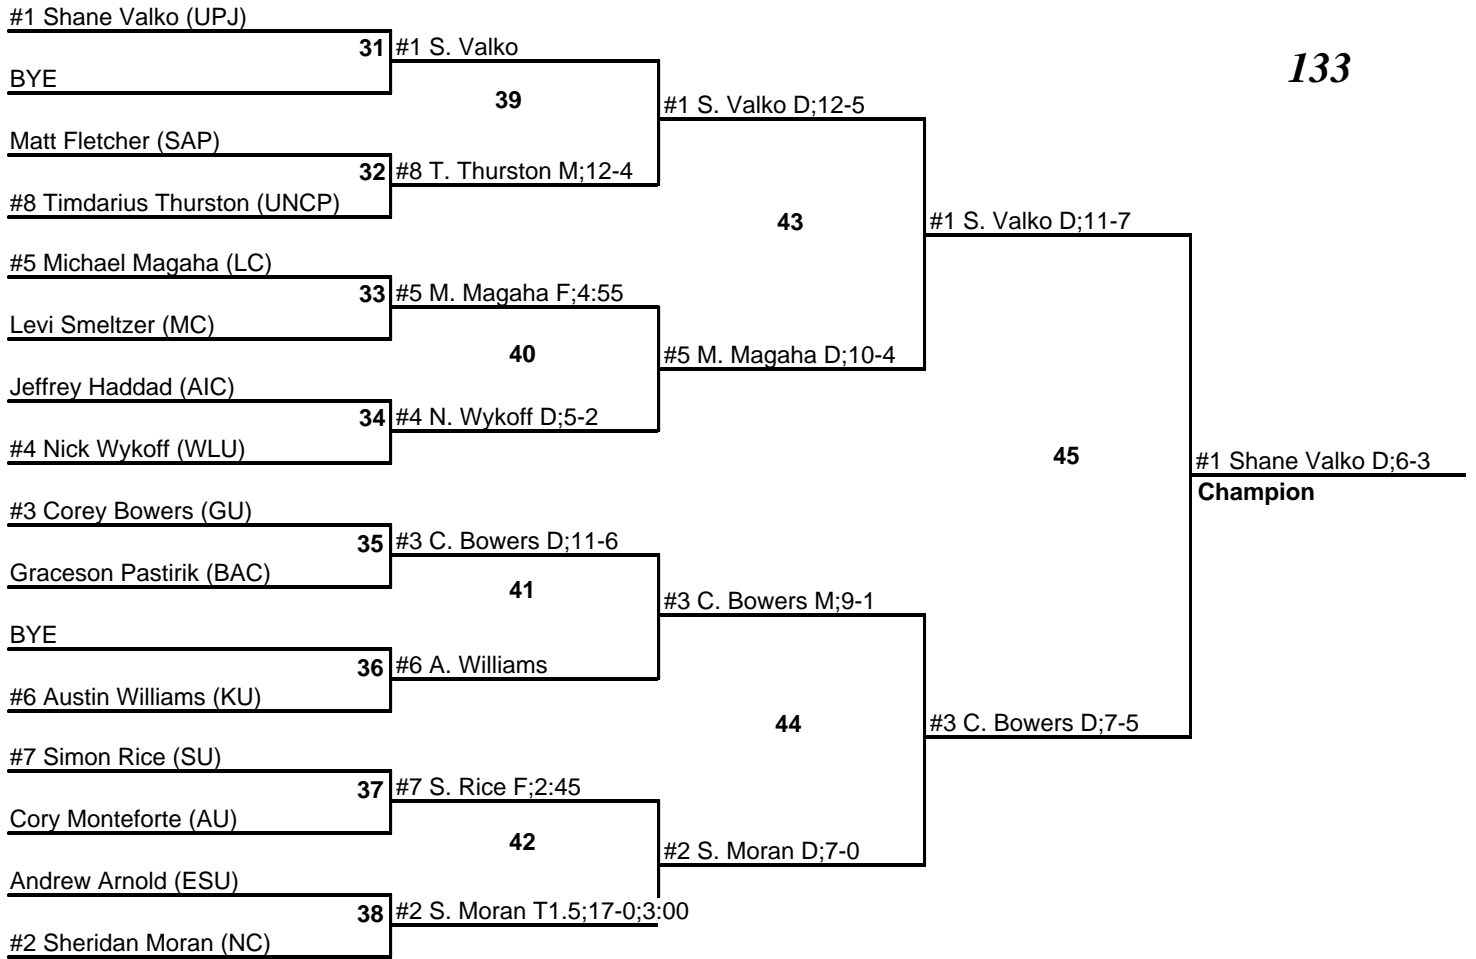 #1 Shane Valko (UPJ)
31 #1 S. Valko
133
BYE
39
#1 S. Valko D;12-5
Matt Fletcher (SAP)
32 #8 T. Thurston M;12-4
#8 Timdarius Thurston (UNCP)
43
#1 S. Valko D;11-7
#5 Michael Magaha (LC)
33 #5 M. Magaha F;4:55
Levi Smeltzer (MC)
40
#5 M. Magaha D;10-4
Jeffrey Haddad (AIC)
34 #4 N. Wykoff D;5-2
#4 Nick Wykoff (WLU)
45
#1 Shane Valko D;6-3
Champion
#3 Corey Bowers (GU)
35 #3 C. Bowers D;11-6
Graceson Pastirik (BAC)
41
#3 C. Bowers M;9-1
BYE
36 #6 A. Williams
#6 Austin Williams (KU)
44
#3 C. Bowers D;7-5
#7 Simon Rice (SU)
37 #7 S. Rice F;2:45
Cory Monteforte (AU)
42
#2 S. Moran D;7-0
Andrew Arnold (ESU)
38 #2 S. Moran T1.5;17-0;3:00
#2 Sheridan Moran (NC)